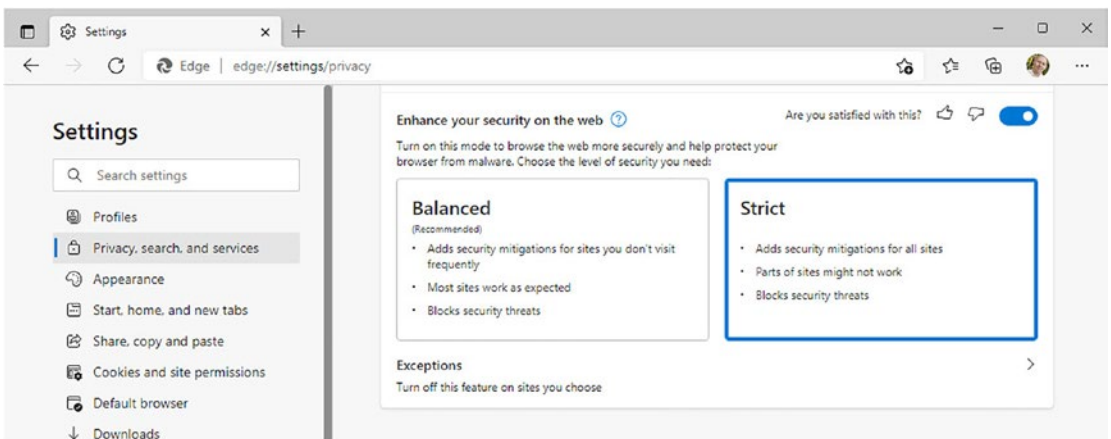 Settings
Edge | edge://settings/privacy
Settings
Search settings
Profiles
Privacy, search, and services
Appearance
Start, home, and new tabs
Share, copy and paste
Cookies and site permissions
Default browser
Downloads
Enhance your security on the web
Are you satisfied with this?
Turn on this mode to browse the web more securely and help protect your
browser from malware. Choose the level of security you need:
Balanced
(Recommended)
• Adds security mitigations for sites you don't visit
frequently
• Most sites work as expected
• Blocks security threats
Strict
• Adds security mitigations for all sites
• Parts of sites might not work
• Blocks security threats
Exceptions
Turn off this feature on sites you choose